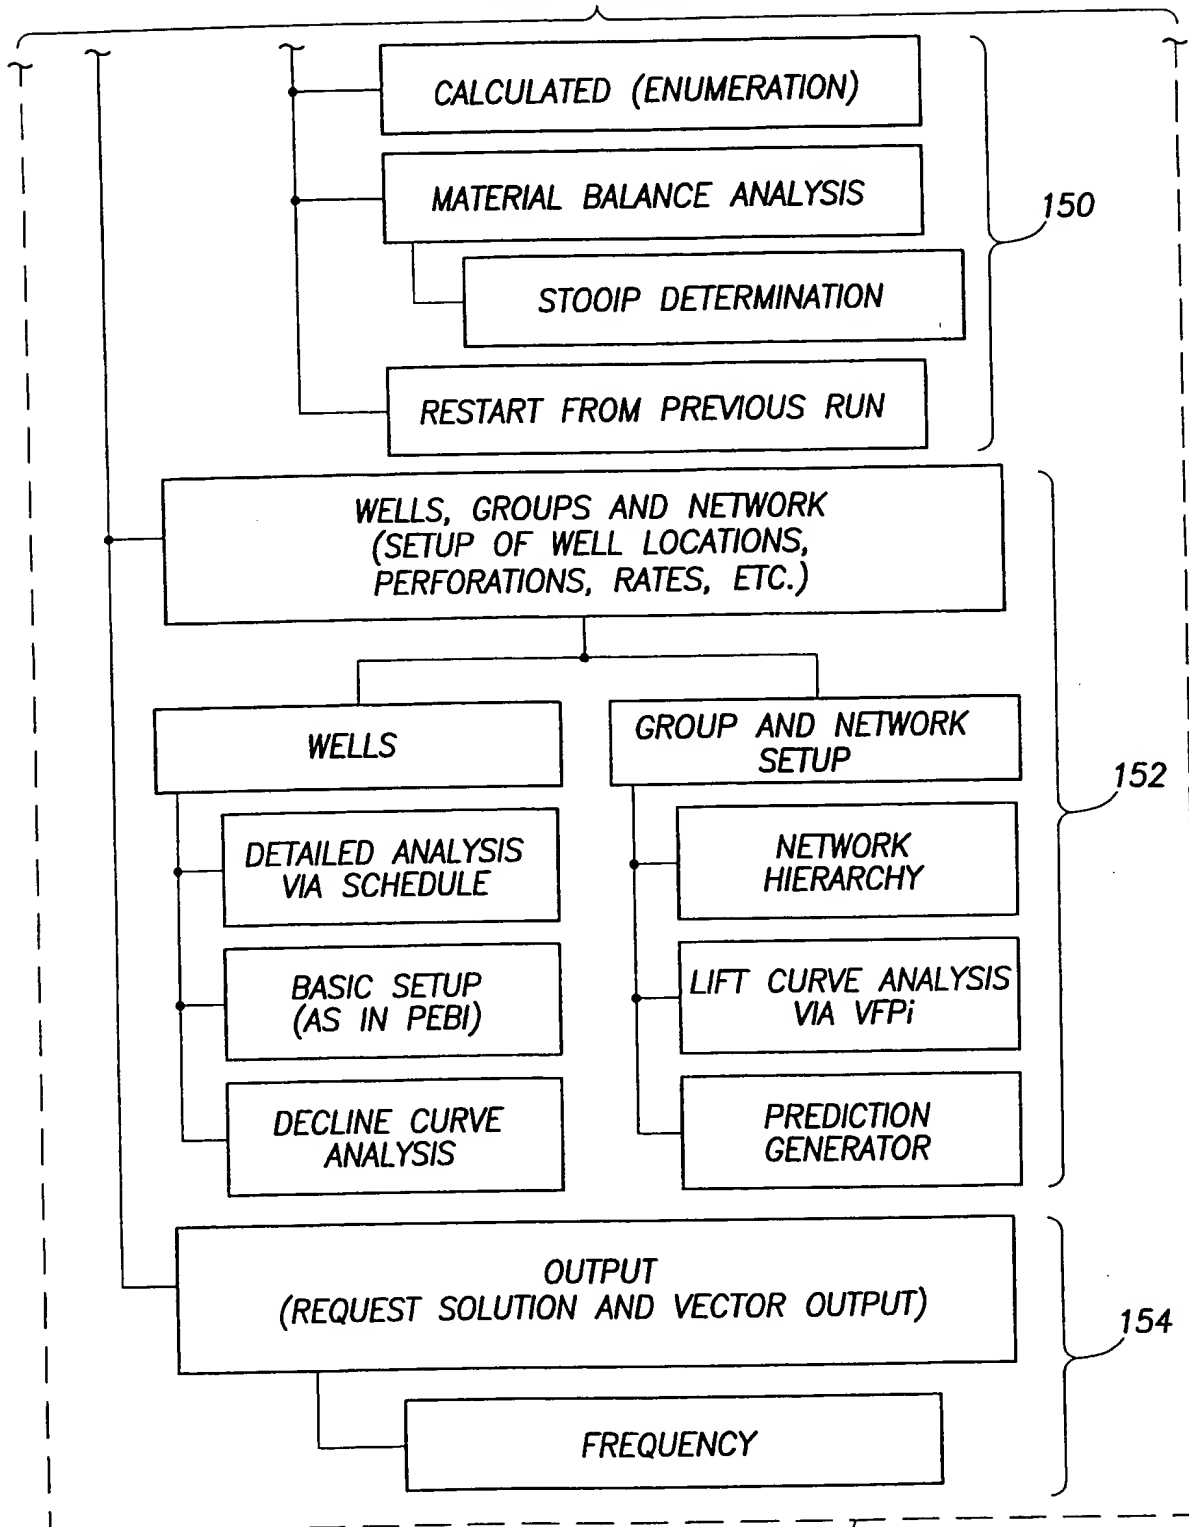 CALCULATED (ENUMERATION)
MATERIAL BALANCE ANALYSIS
150
STOOIP DETERMINATION
RESTART FROM PREVIOUS RUN
WELLS, GROUPS AND NETWORK
(SETUP OF WELL LOCATIONS,
PERFORATIONS, RATES, ETC.)
WELLS
GROUP AND NETWORK
SETUP
152
DETAILED ANALYSIS
VIA SCHEDULE
NETWORK
HIERARCHY
BASIC SETUP
(AS IN PEBI)
LIFT CURVE ANALYSIS
VIA VFPi
DECLINE CURVE
ANALYSIS
PREDICTION
GENERATOR
OUTPUT
(REQUEST SOLUTION AND VECTOR OUTPUT)
154
FREQUENCY